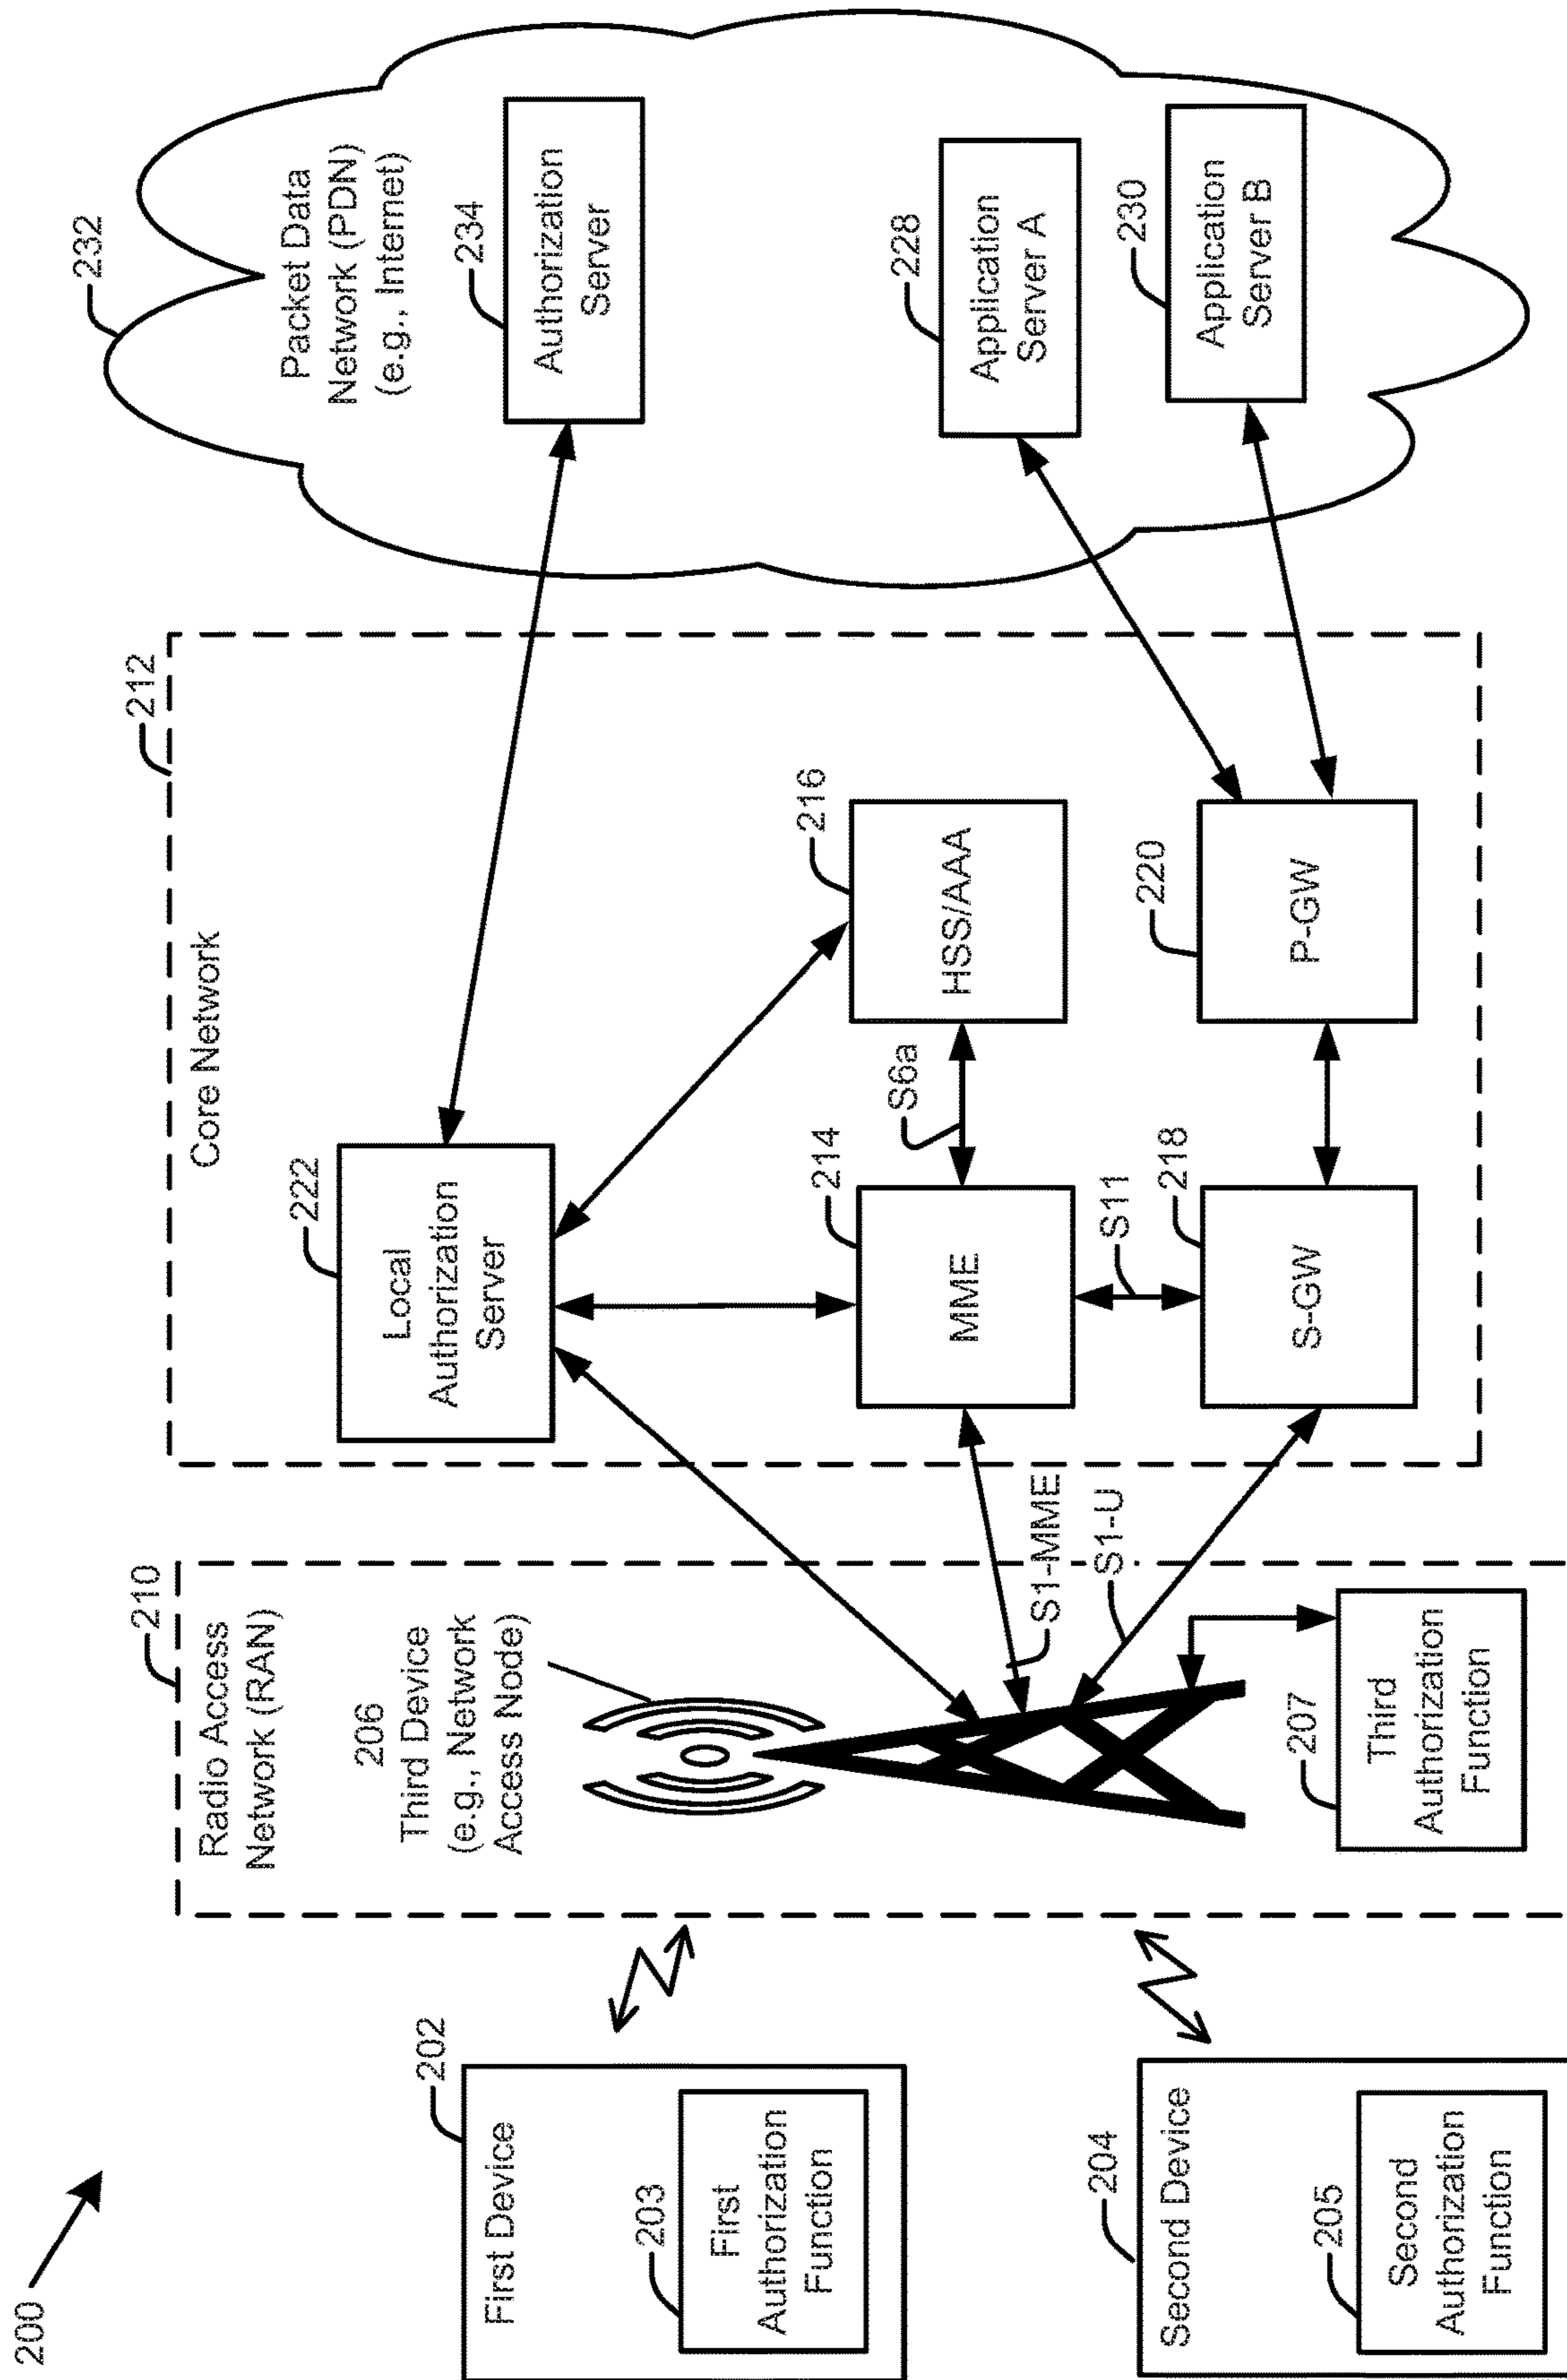 200
First Device
202
203
First
Authorization
Function
Second Device
204
205
Second
Authorization
Function
210
Radio Access
Network (RAN)
206
Third Device
(e.g., Network
Access Node)
S1-MME
S1-U
207
Third
Authorization
Function
212
Core Network
222
Local
Authorization
Server
214
MME
S6a
216
HSS/AAA
S11
218
S-GW
220
P-GW
232
Packet Data
Network (PDN)
(e.g., Internet)
234
Authorization
Server
228
Application
Server A
230
Application
Server B